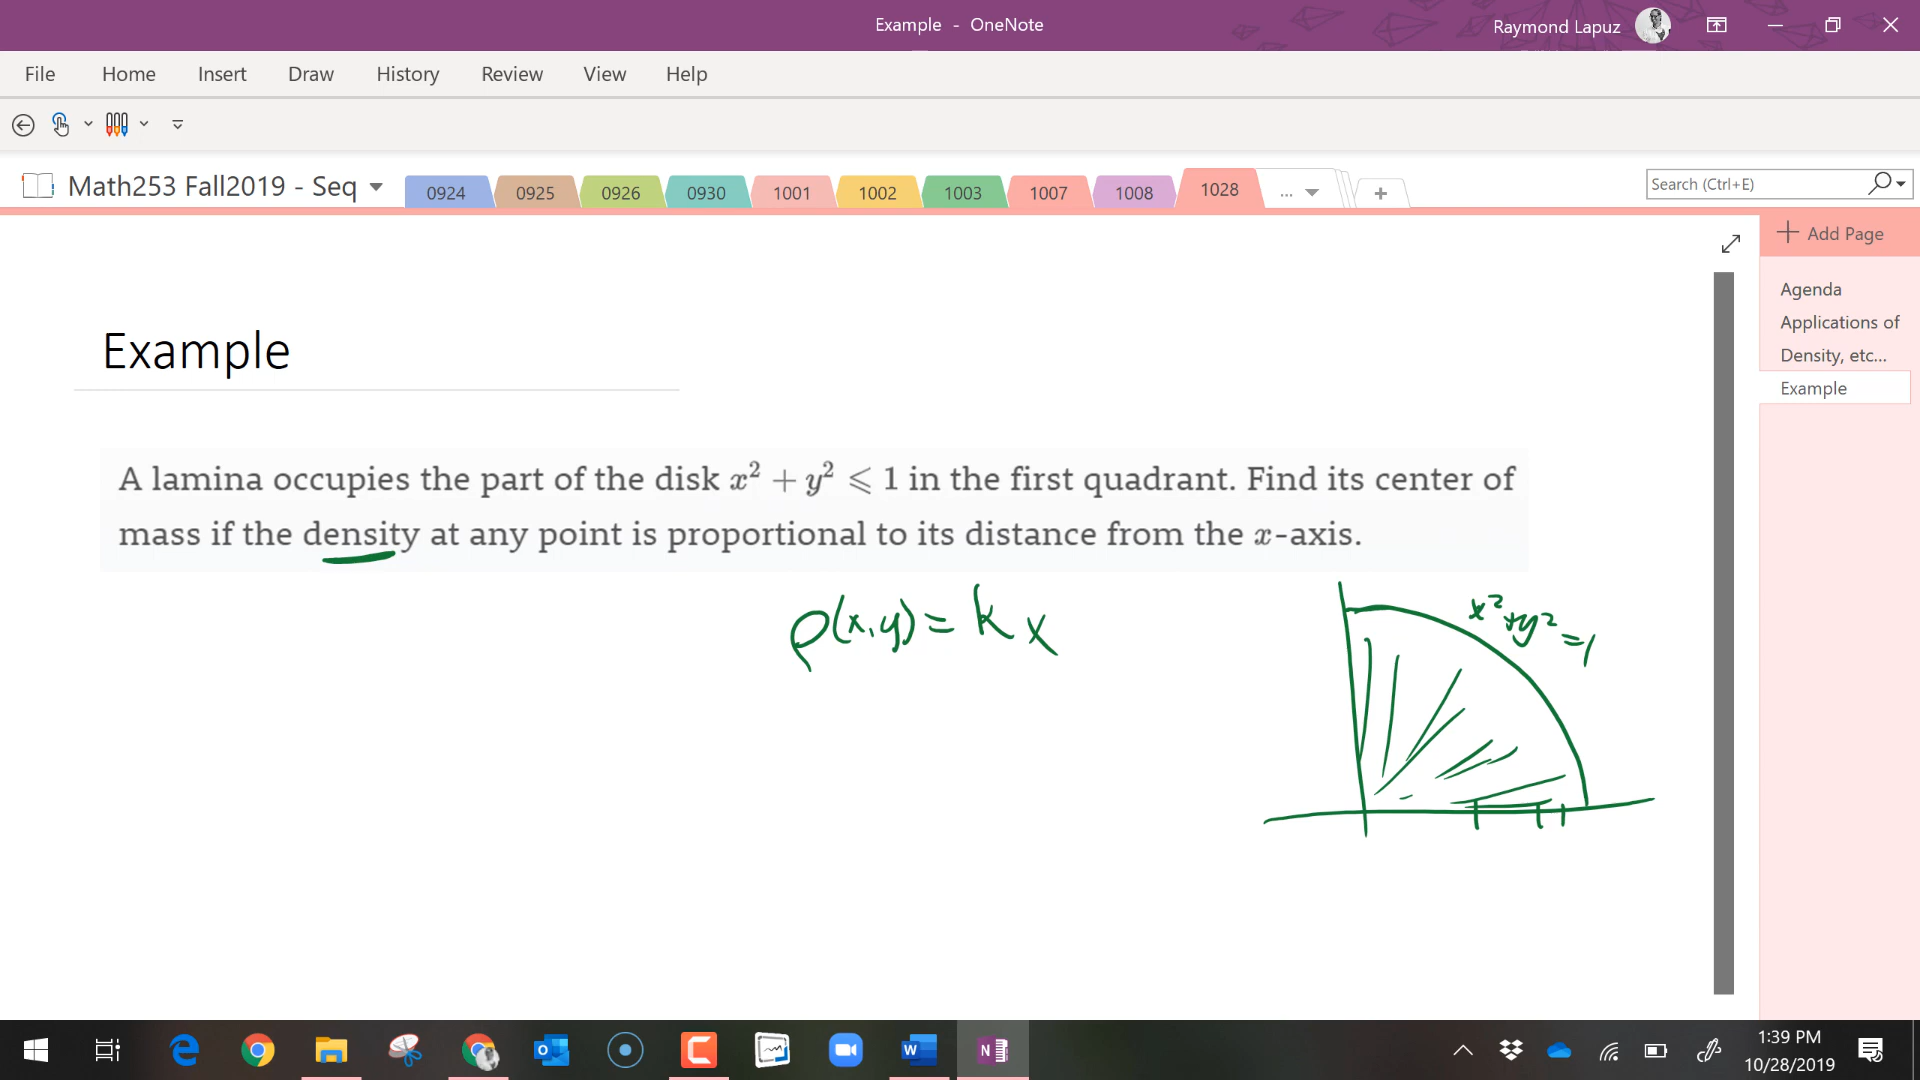 Example - OneNote
Raymond Lapuz
File Home Insert Draw History Review View Help
Math253 Fall2019 - Seq 0924 0925 0926 0930 1001 1002 1003 1007 1008 1028 ... +
Search (Ctrl+E)
Add Page
Agenda
Applications of
Density, etc...
Example
Example
A lamina occupies the part of the disk x² + y² ⩽ 1 in the first quadrant. Find its center of
mass if the density at any point is proportional to its distance from the x-axis.
ρ(x,y) = k x
x² + y² = 1
1:39 PM
10/28/2019